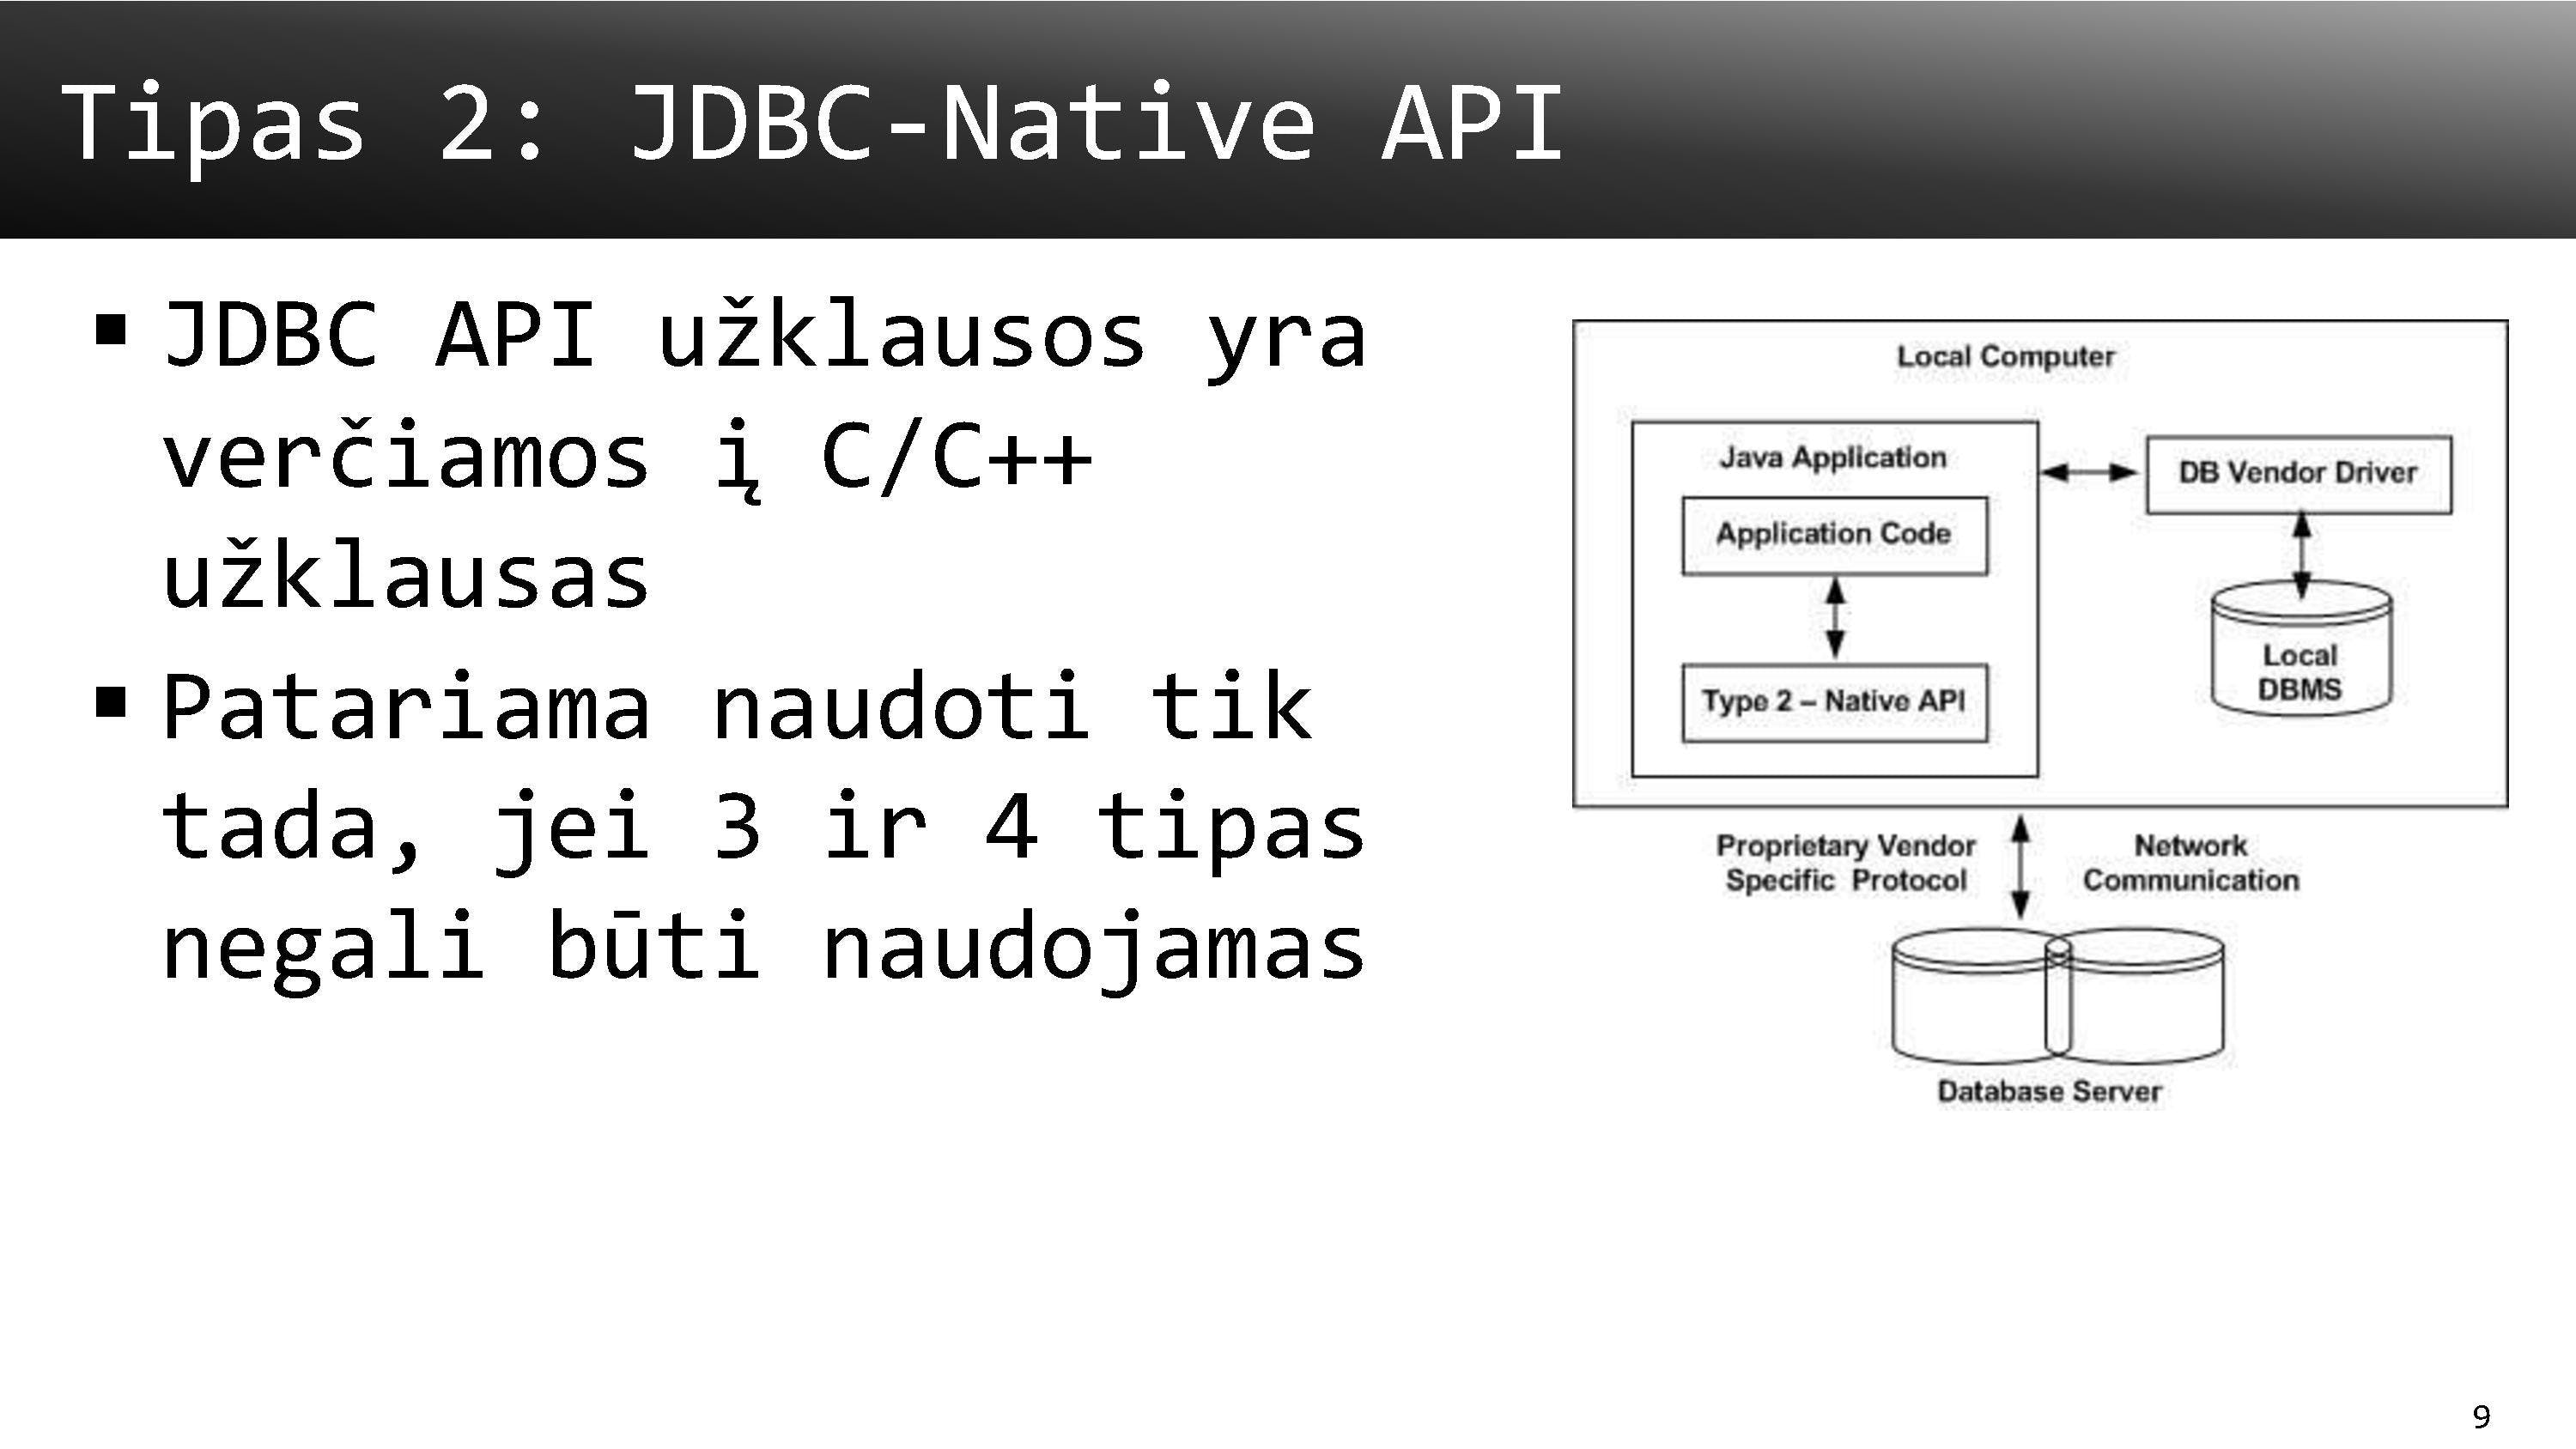 Tipas 2: JDBC-Native API
▪ JDBC API užklausos yra
verčiamos į C/C++
užklausas
▪ Patariama naudoti tik
tada, jei 3 ir 4 tipas
negali būti naudojamas
Local Computer
Java Application
Application Code
Type 2 – Native API
DB Vendor Driver
Local
DBMS
Proprietary Vendor
Specific Protocol
Network
Communication
Database Server
9